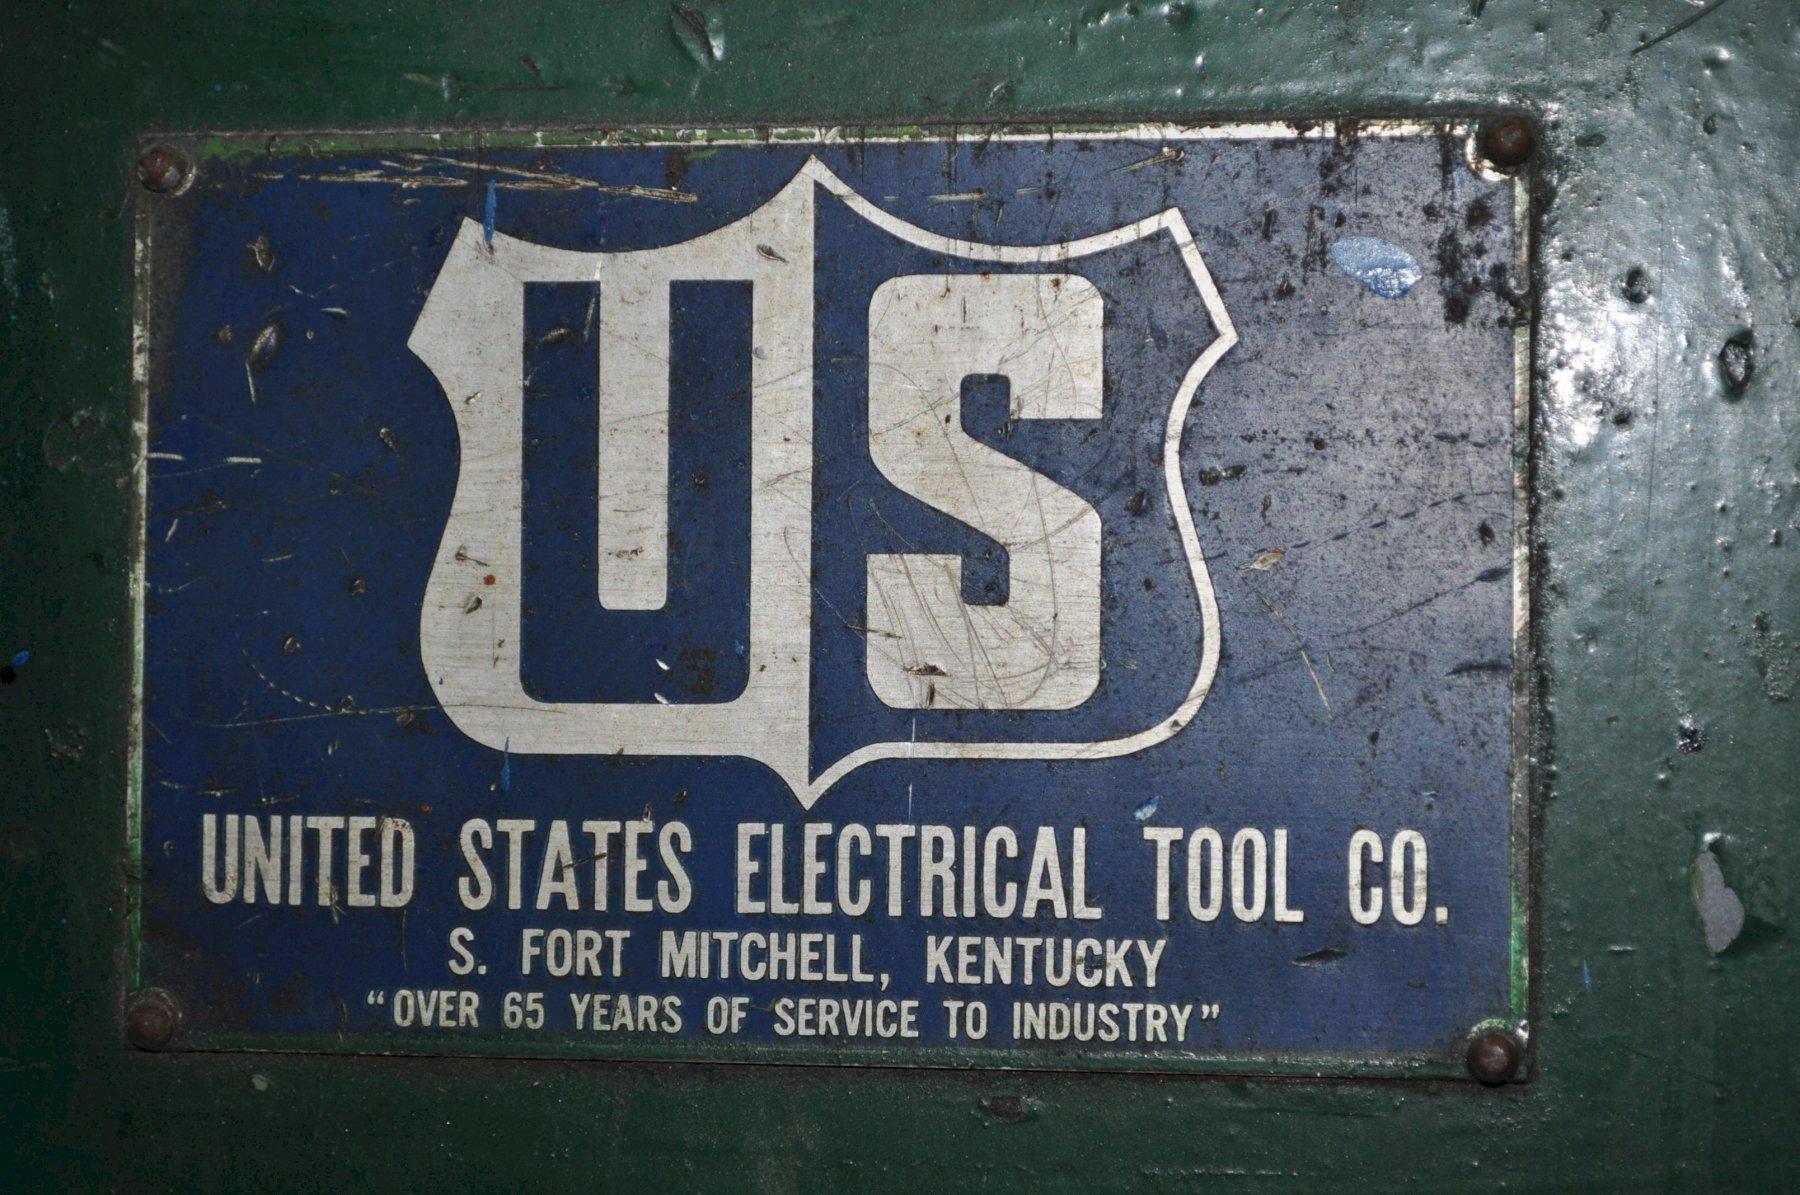 US
UNITED STATES ELECTRICAL TOOL CO.
S. FORT MITCHELL, KENTUCKY
“OVER 65 YEARS OF SERVICE TO INDUSTRY”